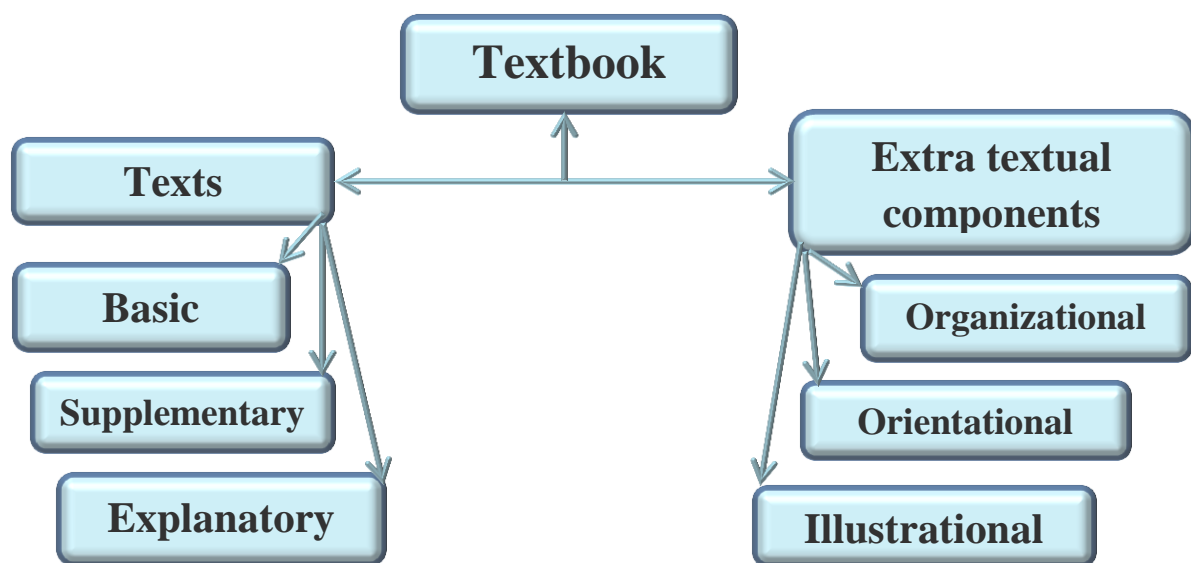 Textbook
Texts
Extra textual
components
Basic
Organizational
Supplementary
Orientational
Explanatory
Illustrational